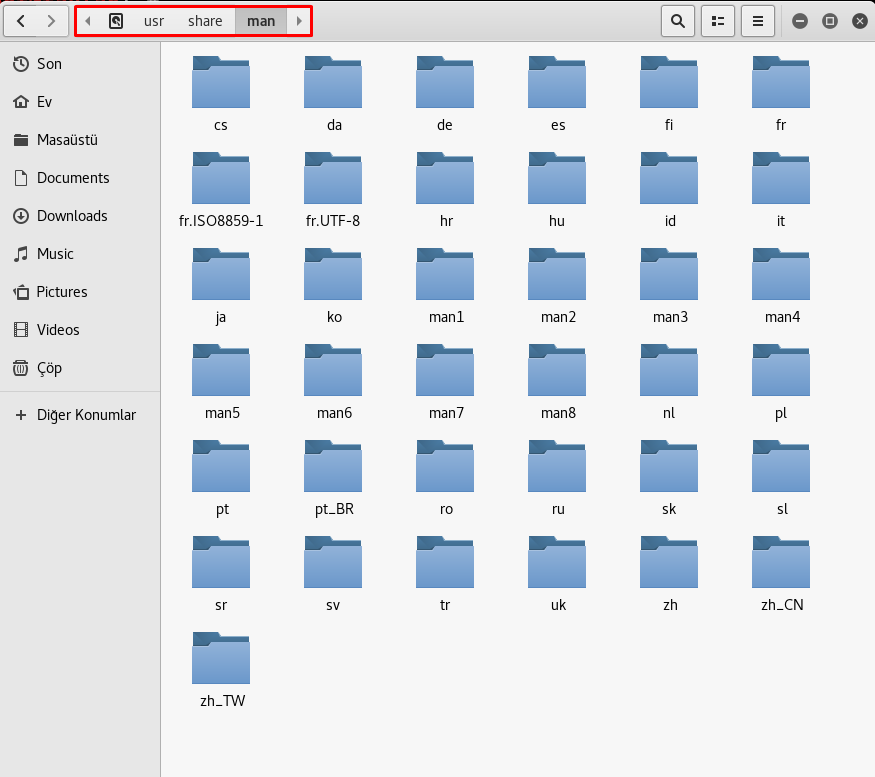 usr share man
Son
Ev
Masaüstü
Documents
Downloads
Music
Pictures
Videos
Çöp
Diğer Konumlar
cs da de es fi fr
fr.ISO8859-1 fr.UTF-8 hr hu id it
ja ko man1 man2 man3 man4
man5 man6 man7 man8 nl pl
pt pt_BR ro ru sk sl
sr sv tr uk zh zh_CN
zh_TW